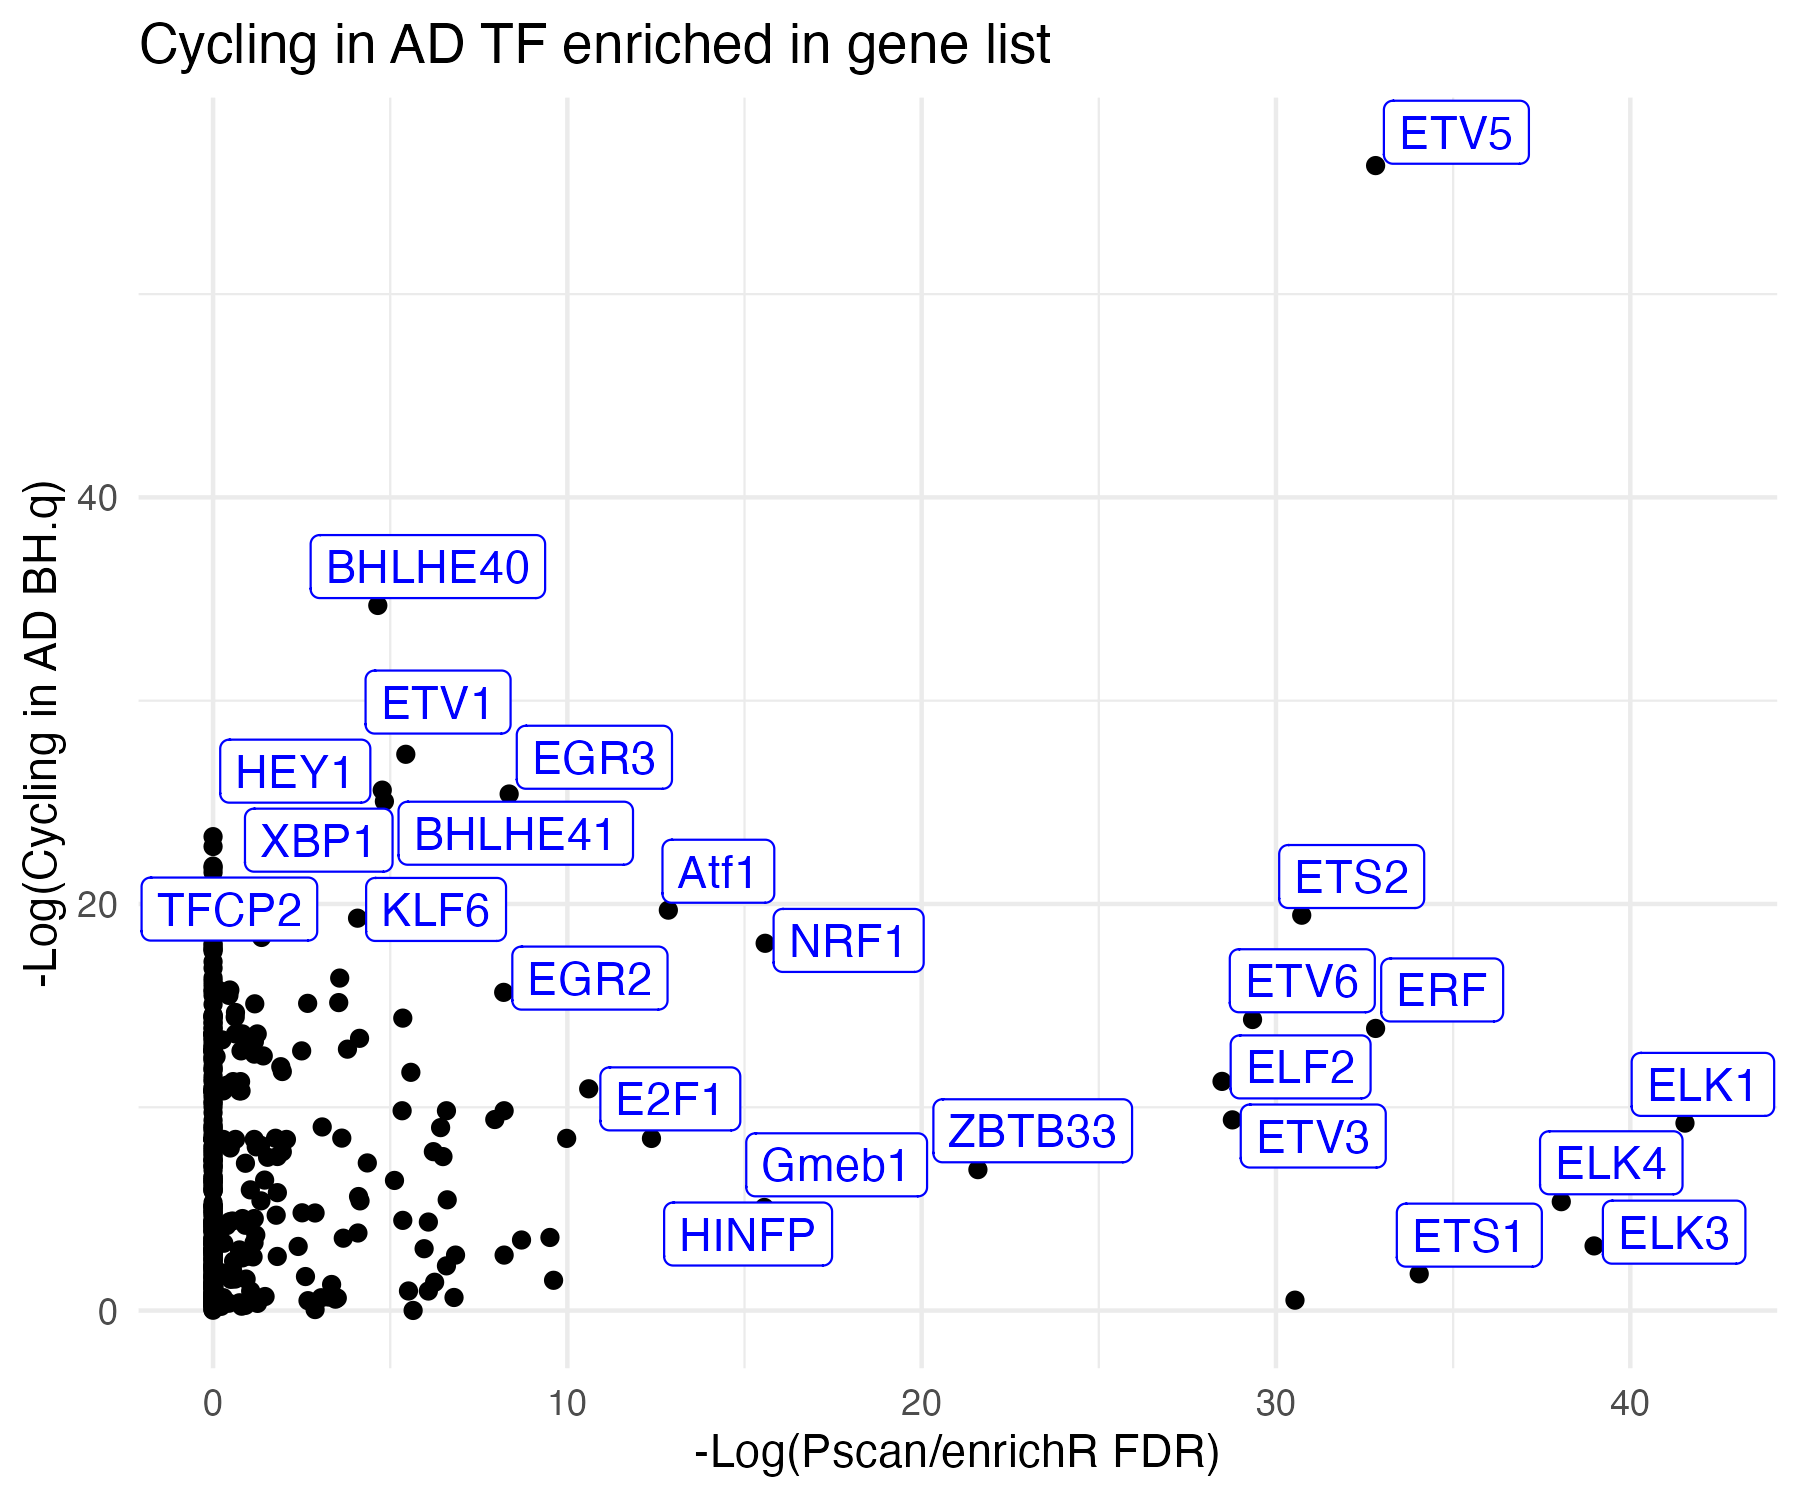 Cycling in AD TF enriched in gene list
ETV5
40
BHLHE40
ETV1
EGR3
HEY1
BHLHE41
XBP1
Atf1
ETS2
20
TFCP2
KLF6
NRF1
EGR2
ETV6
ERF
ELF2
E2F1
ELK1
ZBTB33
ETV3
Gmeb1
ELK4
HINFP
ETS1
ELK3
0
0 10 20 30 40
-Log(Pscan/enrichR FDR)
-Log(Cycling in AD BH.q)